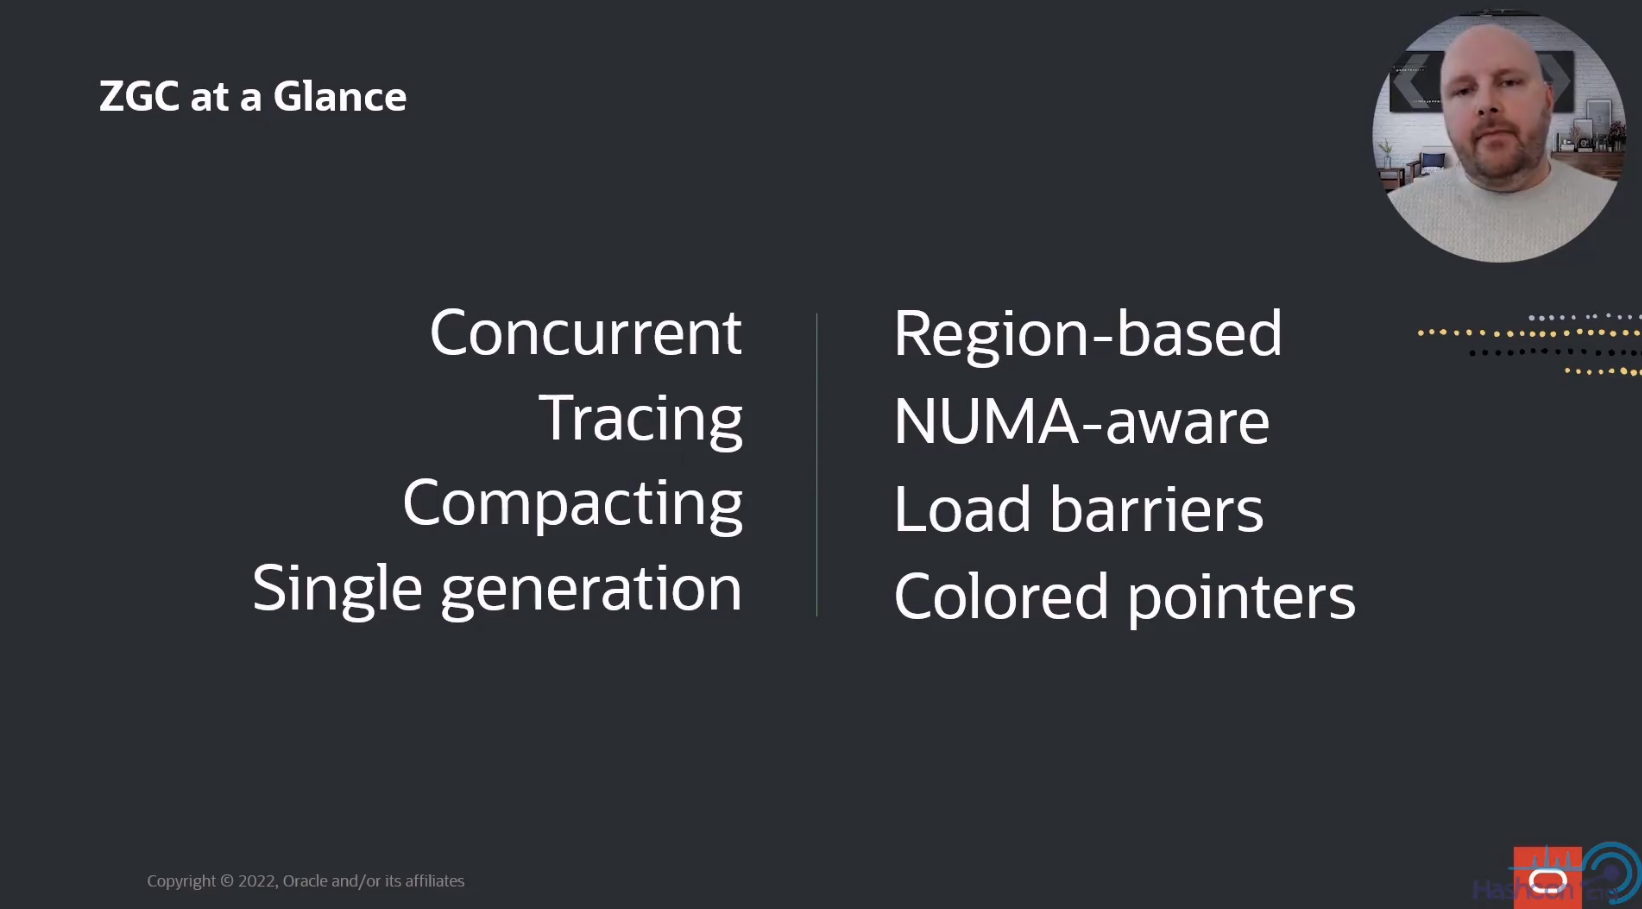 ZGC at a Glance
Concurrent
Tracing
Compacting
Single generation
Region-based
NUMA-aware
Load barriers
Colored pointers
Copyright © 2022, Oracle and/or its affiliates